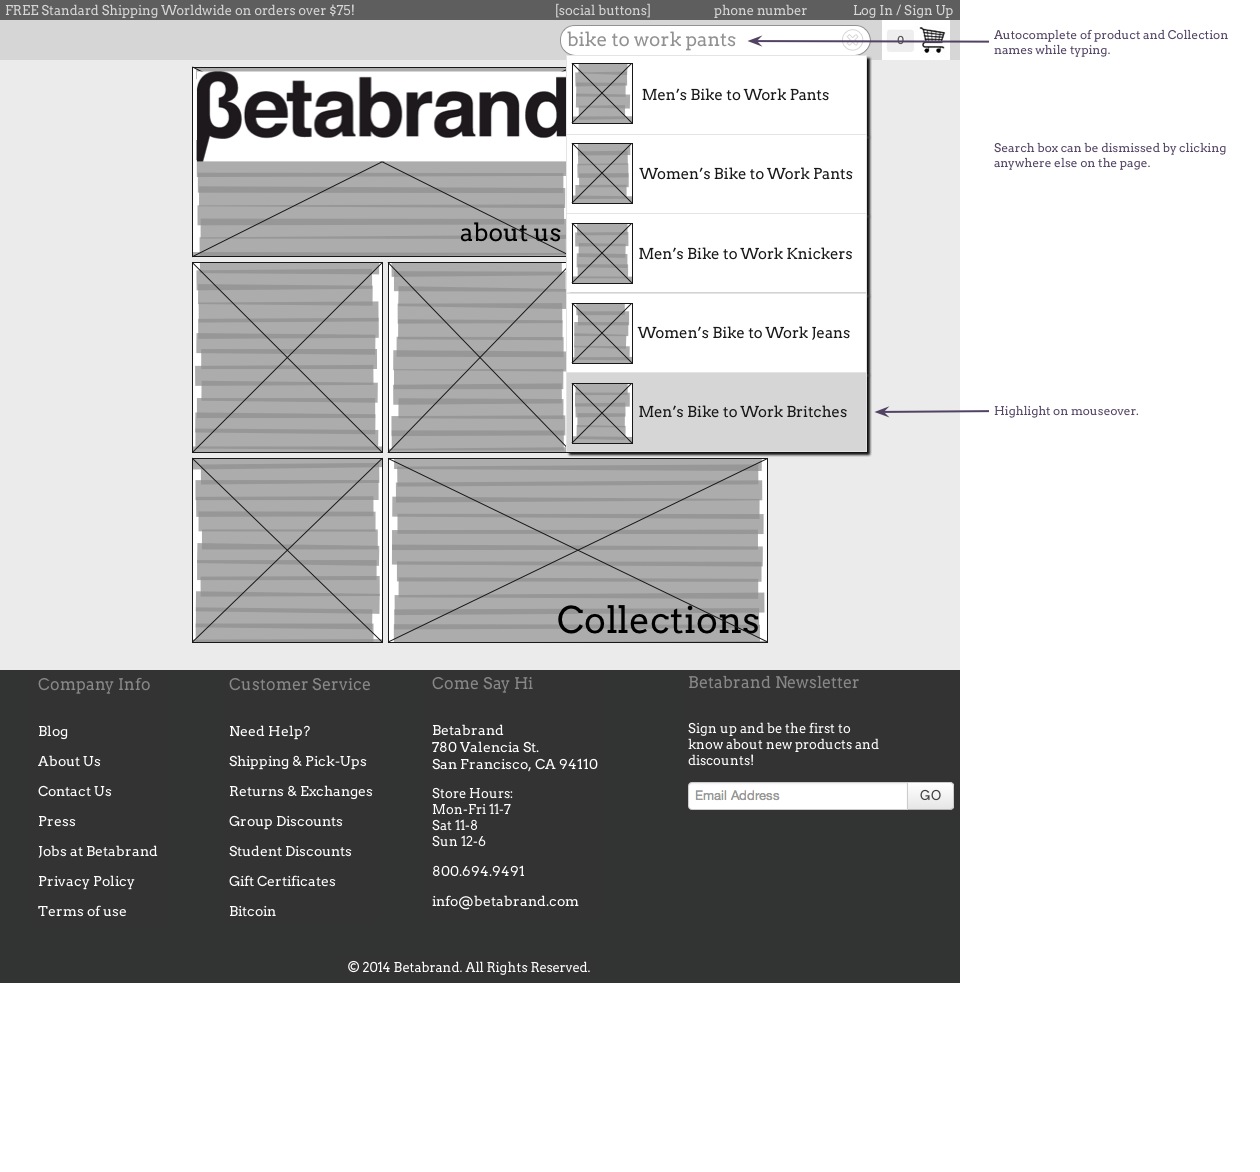 FREE Standard Shipping Worldwide on orders over $75!
[social buttons]
phone number
Log In / Sign Up
bike to work pants
0
Autocomplete of product and Collection
names while typing.
Search box can be dismissed by clicking
anywhere else on the page.
βetabrand
about us
Men’s Bike to Work Pants
Women’s Bike to Work Pants
Men’s Bike to Work Knickers
Women’s Bike to Work Jeans
Men’s Bike to Work Britches
Highlight on mouseover.
Collections
Company Info
Blog
About Us
Contact Us
Press
Jobs at Betabrand
Privacy Policy
Terms of use
Customer Service
Need Help?
Shipping & Pick-Ups
Returns & Exchanges
Group Discounts
Student Discounts
Gift Certificates
Bitcoin
Come Say Hi
Betabrand
780 Valencia St.
San Francisco, CA 94110
Store Hours:
Mon-Fri 11-7
Sat 11-8
Sun 12-6
800.694.9491
info@betabrand.com
Betabrand Newsletter
Sign up and be the first to
know about new products and
discounts!
Email Address
GO
© 2014 Betabrand. All Rights Reserved.